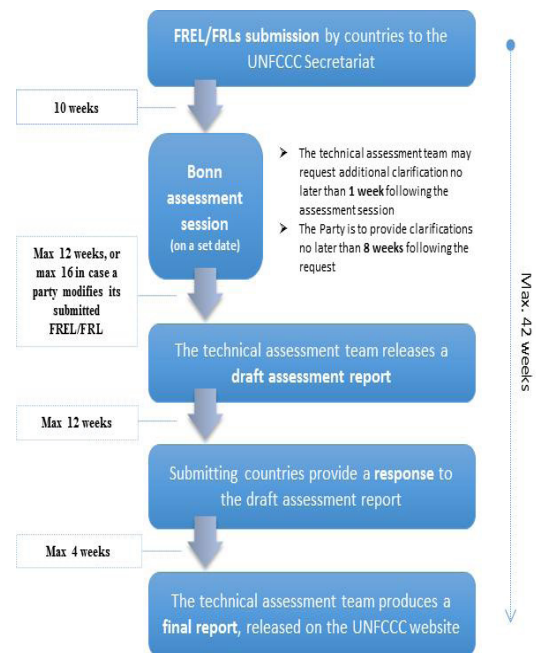 FREL/FRLs submission by countries to the
UNFCCC Secretariat
10 weeks
Bonn
assessment
session
(on a set date)
➤ The technical assessment team may
request additional clarification no
later than 1 week following the
assessment session
➤ The Party is to provide clarifications
no later than 8 weeks following the
request
Max 12 weeks, or
max 16 in case a
party modifies its
submitted
FREL/FRL
The technical assessment team releases a
draft assessment report
Max 12 weeks
Submitting countries provide a response to
the draft assessment report
Max 4 weeks
The technical assessment team produces a
final report, released on the UNFCCC website
Max. 42 weeks